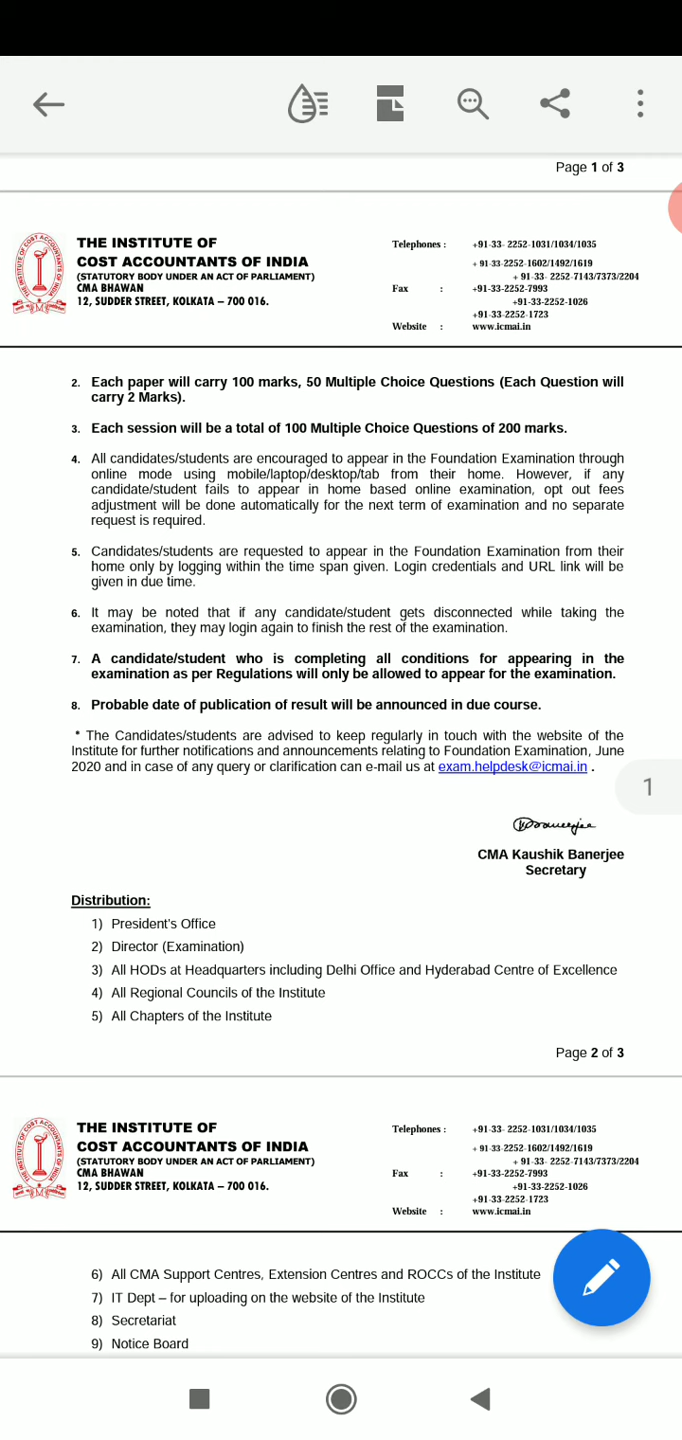 Page 1 of 3
THE INSTITUTE OF
COST ACCOUNTANTS OF INDIA
(STATUTORY BODY UNDER AN ACT OF PARLIAMENT)
CMA BHAWAN
12, SUDDER STREET, KOLKATA – 700 016.
Telephones : +91-33- 2252-1031/1034/1035
+ 91-33-2252-1602/1492/1619
+ 91-33- 2252-7143/7373/2204
Fax : +91-33-2252-7993
+91-33-2252-1026
+91-33-2252-1723
Website : www.icmai.in
2. Each paper will carry 100 marks, 50 Multiple Choice Questions (Each Question will
carry 2 Marks).
3. Each session will be a total of 100 Multiple Choice Questions of 200 marks.
4. All candidates/students are encouraged to appear in the Foundation Examination through
online mode using mobile/laptop/desktop/tab from their home. However, if any
candidate/student fails to appear in home based online examination, opt out fees
adjustment will be done automatically for the next term of examination and no separate
request is required.
5. Candidates/students are requested to appear in the Foundation Examination from their
home only by logging within the time span given. Login credentials and URL link will be
given in due time.
6. It may be noted that if any candidate/student gets disconnected while taking the
examination, they may login again to finish the rest of the examination.
7. A candidate/student who is completing all conditions for appearing in the
examination as per Regulations will only be allowed to appear for the examination.
8. Probable date of publication of result will be announced in due course.
* The Candidates/students are advised to keep regularly in touch with the website of the
Institute for further notifications and announcements relating to Foundation Examination, June
2020 and in case of any query or clarification can e-mail us at exam.helpdesk@icmai.in .
1
CMA Kaushik Banerjee
Secretary
Distribution:
1) President's Office
2) Director (Examination)
3) All HODs at Headquarters including Delhi Office and Hyderabad Centre of Excellence
4) All Regional Councils of the Institute
5) All Chapters of the Institute
Page 2 of 3
THE INSTITUTE OF
COST ACCOUNTANTS OF INDIA
(STATUTORY BODY UNDER AN ACT OF PARLIAMENT)
CMA BHAWAN
12, SUDDER STREET, KOLKATA – 700 016.
Telephones : +91-33- 2252-1031/1034/1035
+ 91-33-2252-1602/1492/1619
+ 91-33- 2252-7143/7373/2204
Fax : +91-33-2252-7993
+91-33-2252-1026
+91-33-2252-1723
Website : www.icmai.in
6) All CMA Support Centres, Extension Centres and ROCCs of the Institute
7) IT Dept – for uploading on the website of the Institute
8) Secretariat
9) Notice Board